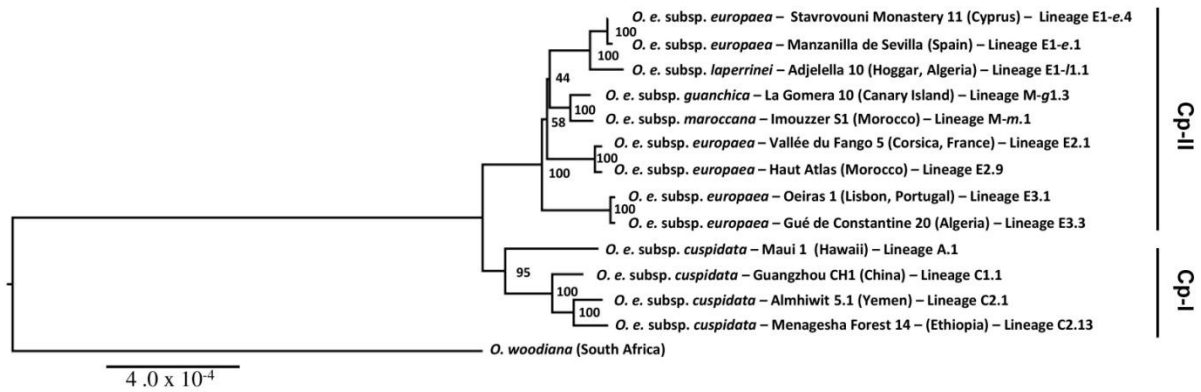 O. e. subsp. europaea – Stavrovouni Monastery 11 (Cyprus) – Lineage E1-e.4
100
O. e. subsp. europaea – Manzanilla de Sevilla (Spain) – Lineage E1-e.1
100
O. e. subsp. laperrinei – Adjelella 10 (Hoggar, Algeria) – Lineage E1-l1.1
44
O. e. subsp. guanchica – La Gomera 10 (Canary Island) – Lineage M-g1.3
100
58
O. e. subsp. maroccana – Imouzzer S1 (Morocco) – Lineage M-m.1
O. e. subsp. europaea – Vallée du Fango 5 (Corsica, France) – Lineage E2.1
100
100
O. e. subsp. europaea – Haut Atlas (Morocco) – Lineage E2.9
O. e. subsp. europaea – Oeiras 1 (Lisbon, Portugal) – Lineage E3.1
100
O. e. subsp. europaea – Gué de Constantine 20 (Algeria) – Lineage E3.3
Cp-II
O. e. subsp. cuspidata – Maui 1 (Hawaii) – Lineage A.1
95
O. e. subsp. cuspidata – Guangzhou CH1 (China) – Lineage C1.1
100
O. e. subsp. cuspidata – Almhiwit 5.1 (Yemen) – Lineage C2.1
100
O. e. subsp. cuspidata – Menagesha Forest 14 – (Ethiopia) – Lineage C2.13
Cp-I
O. woodiana (South Africa)
4 .0 x 10-4